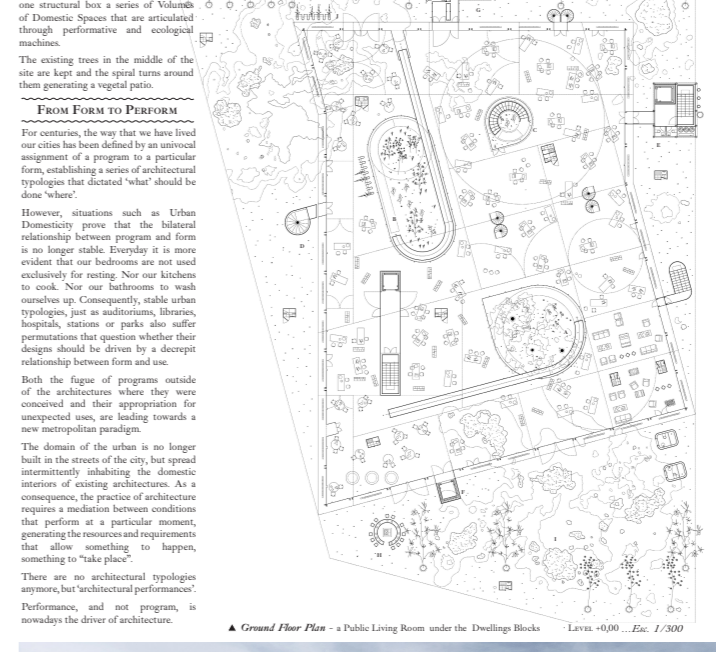 one structural box a series of Volumes
of Domestic Spaces that are articulated
through performative and ecological
machines.
The existing trees in the middle of the
site are kept and the spiral turns around
them generating a vegetal patio.
From Form to Perform
For centuries, the way that we have lived
our cities has been defined by an univocal
assignment of a program to a particular
form, establishing a series of architectural
typologies that dictated ‘what’ should be
done ‘where’.
However, situations such as Urban
Domesticity prove that the bilateral
relationship between program and form
is no longer stable. Everyday it is more
evident that our bedrooms are not used
exclusively for resting. Nor our kitchens
to cook. Nor our bathrooms to wash
ourselves up. Consequently, stable urban
typologies, just as auditoriums, libraries,
hospitals, stations or parks also suffer
permutations that question whether their
designs should be driven by a decrepit
relationship between form and use.
Both the fugue of programs outside
of the architectures where they were
conceived and their appropriation for
unexpected uses, are leading towards a
new metropolitan paradigm.
The domain of the urban is no longer
built in the streets of the city, but spread
intermittently inhabiting the domestic
interiors of existing architectures. As a
consequence, the practice of architecture
requires a mediation between conditions
that perform at a particular moment,
generating the resources and requirements
that allow something to happen,
something to “take place”.
There are no architectural typologies
anymore, but ‘architectural performances’.
Performance, and not program, is
nowadays the driver of architecture.
G
C
E
B
D
A
F
H
I
▲ Ground Floor Plan - a Public Living Room under the Dwellings Blocks · Level +0,00 ...Esc. 1/300